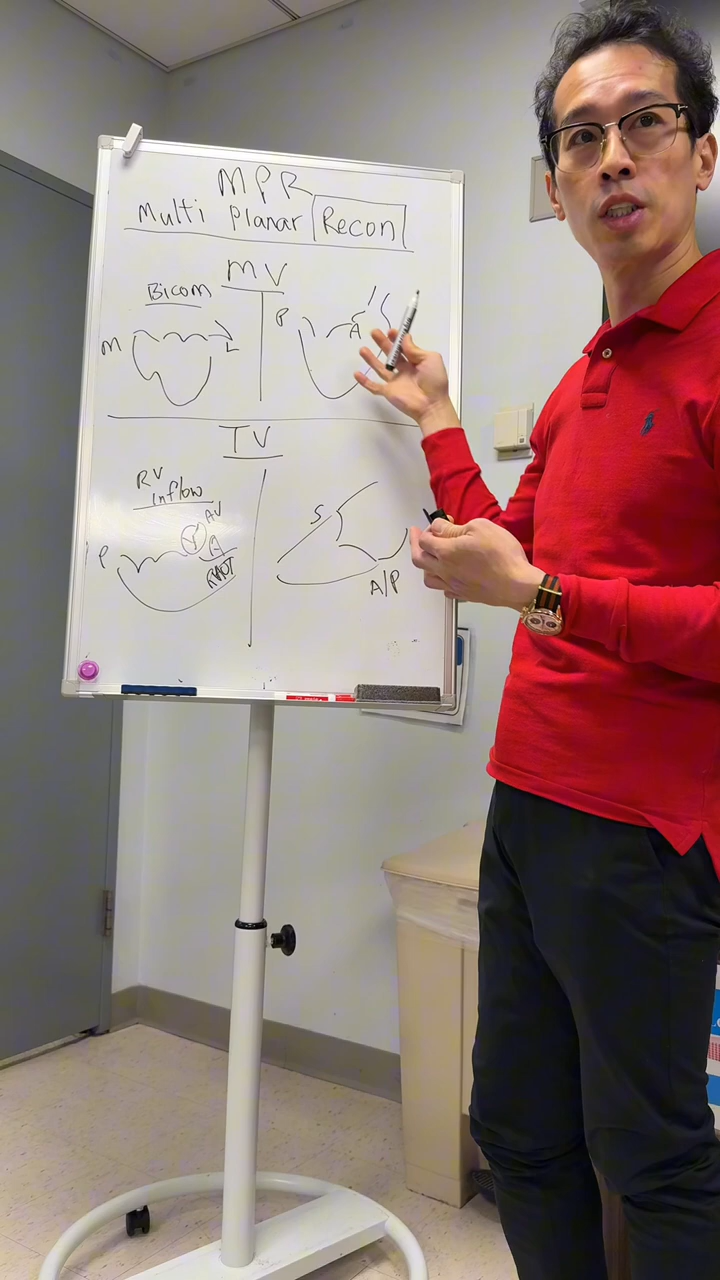 MPR
Multi Planar Recon
MV
Bicom
M
L
P
A
TV
RV
inflow
AV
P
A
RVOT
S
A/P